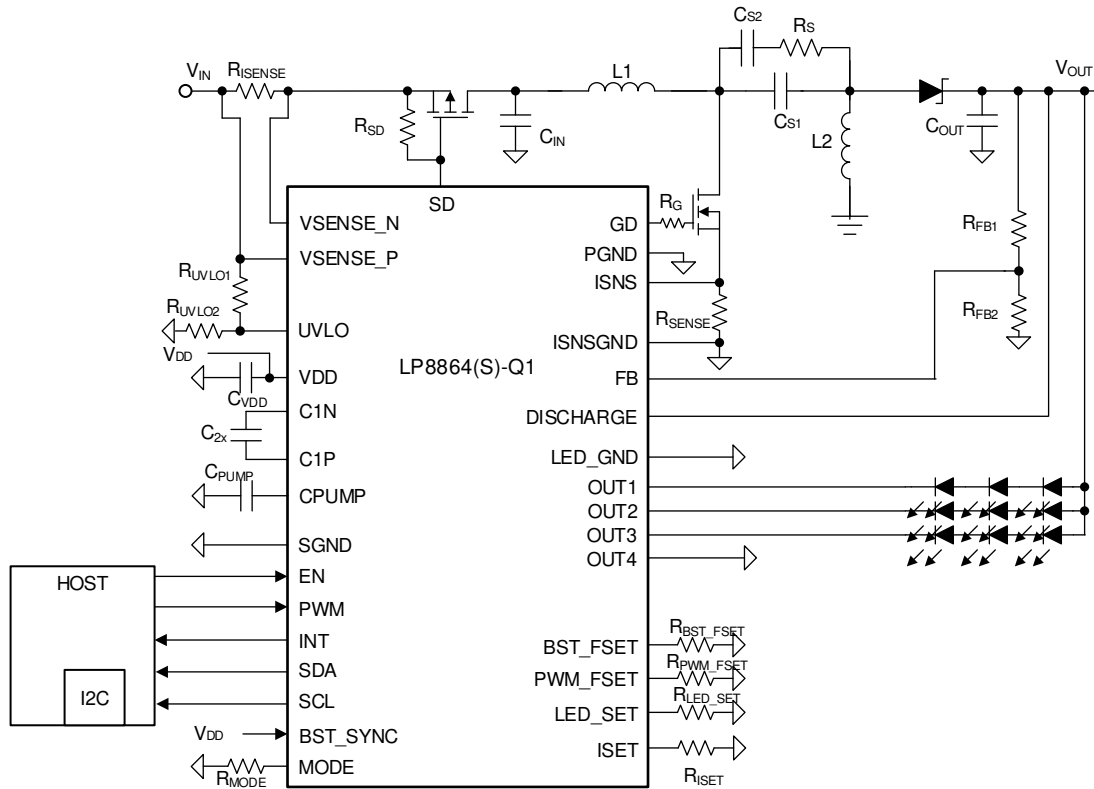 CS2
RS
VIN
RISENSE
L1
VOUT
RSD
CIN
CS1
L2
COUT
SD
VSENSE_N
VSENSE_P
RUVLO1
RUVLO2
UVLO
VDD
VDD
CVDD
C1N
C2x
C1P
CPUMP
CPUMP
SGND
LP8864(S)-Q1
GD
RG
PGND
ISNS
RSENSE
ISNSGND
FB
RFB1
RFB2
DISCHARGE
LED_GND
OUT1
OUT2
OUT3
OUT4
HOST
I2C
EN
PWM
INT
SDA
SCL
VDD
BST_SYNC
MODE
RMODE
BST_FSET
RBST_FSET
PWM_FSET
RPWM_FSET
LED_SET
RLED_SET
ISET
RISET